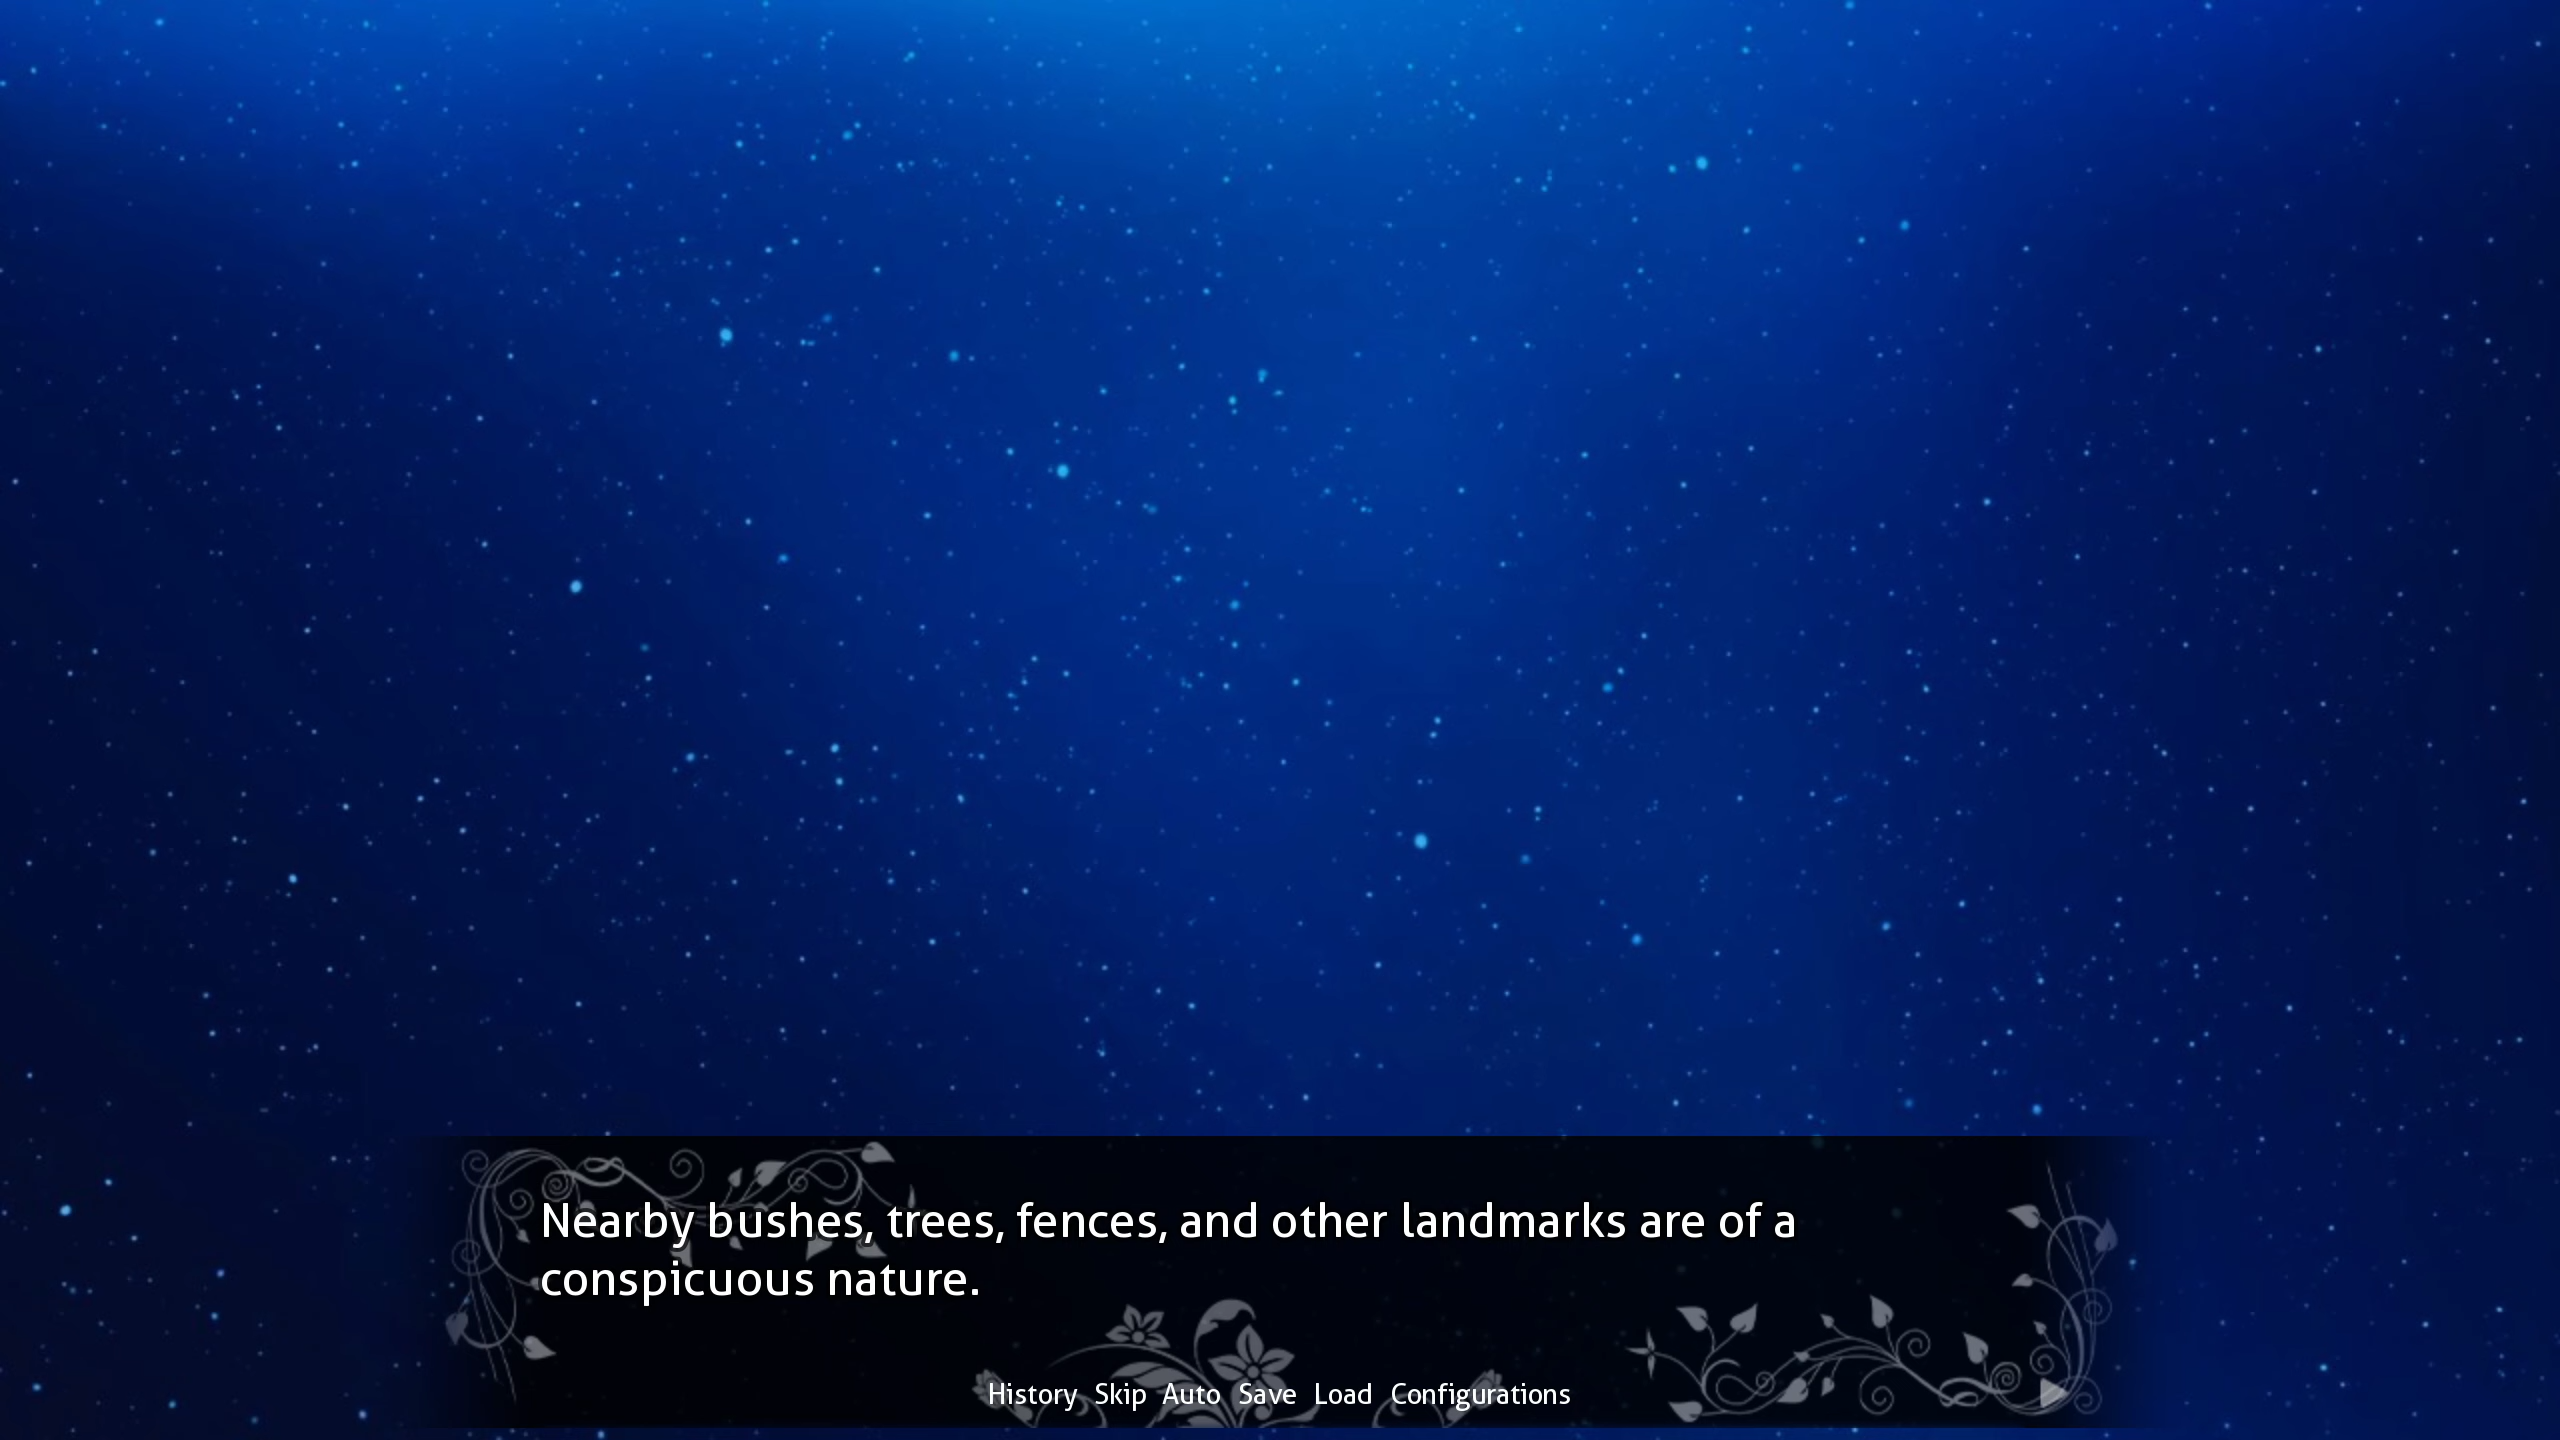 Nearby bushes, trees, fences, and other landmarks are of a
conspicuous nature.
History Skip Auto Save Load Configurations